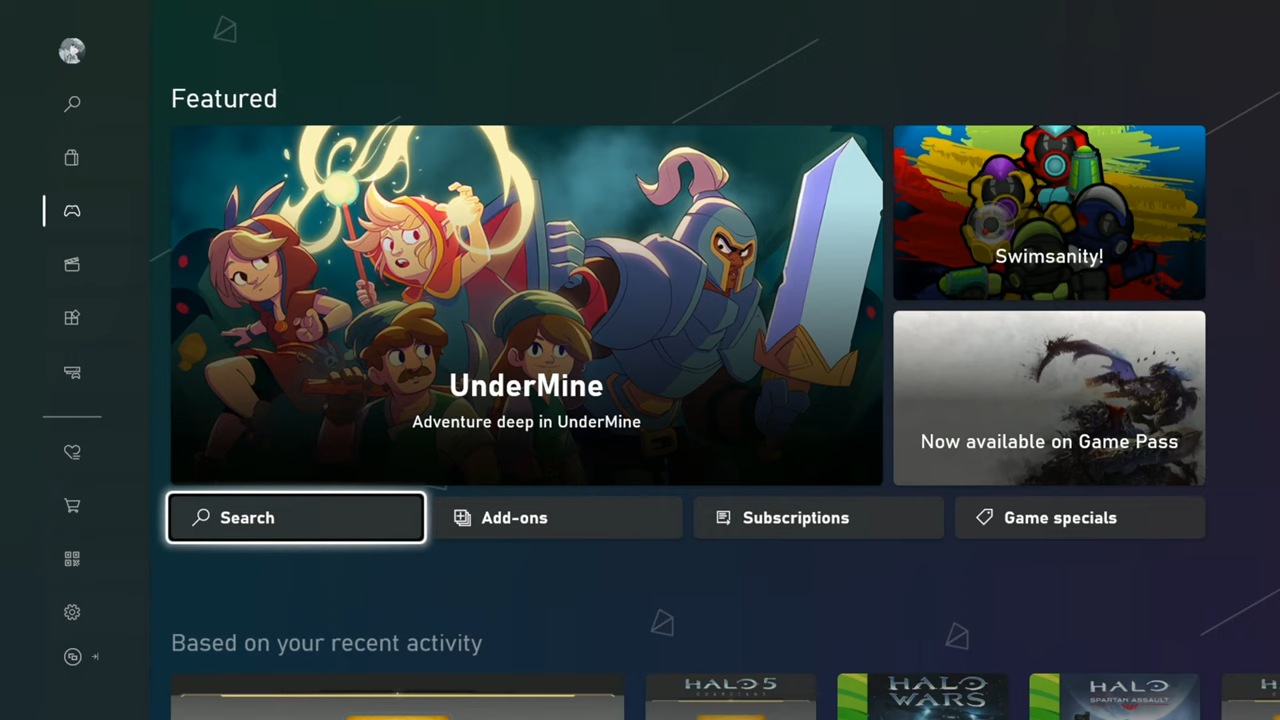 Featured
Swimsanity!
UnderMine
Adventure deep in UnderMine
Now available on Game Pass
Search
Add-ons
Subscriptions
Game specials
Based on your recent activity
HALO 5
GUARDIANS
HALO
WARS
HALO
SPARTAN ASSAULT